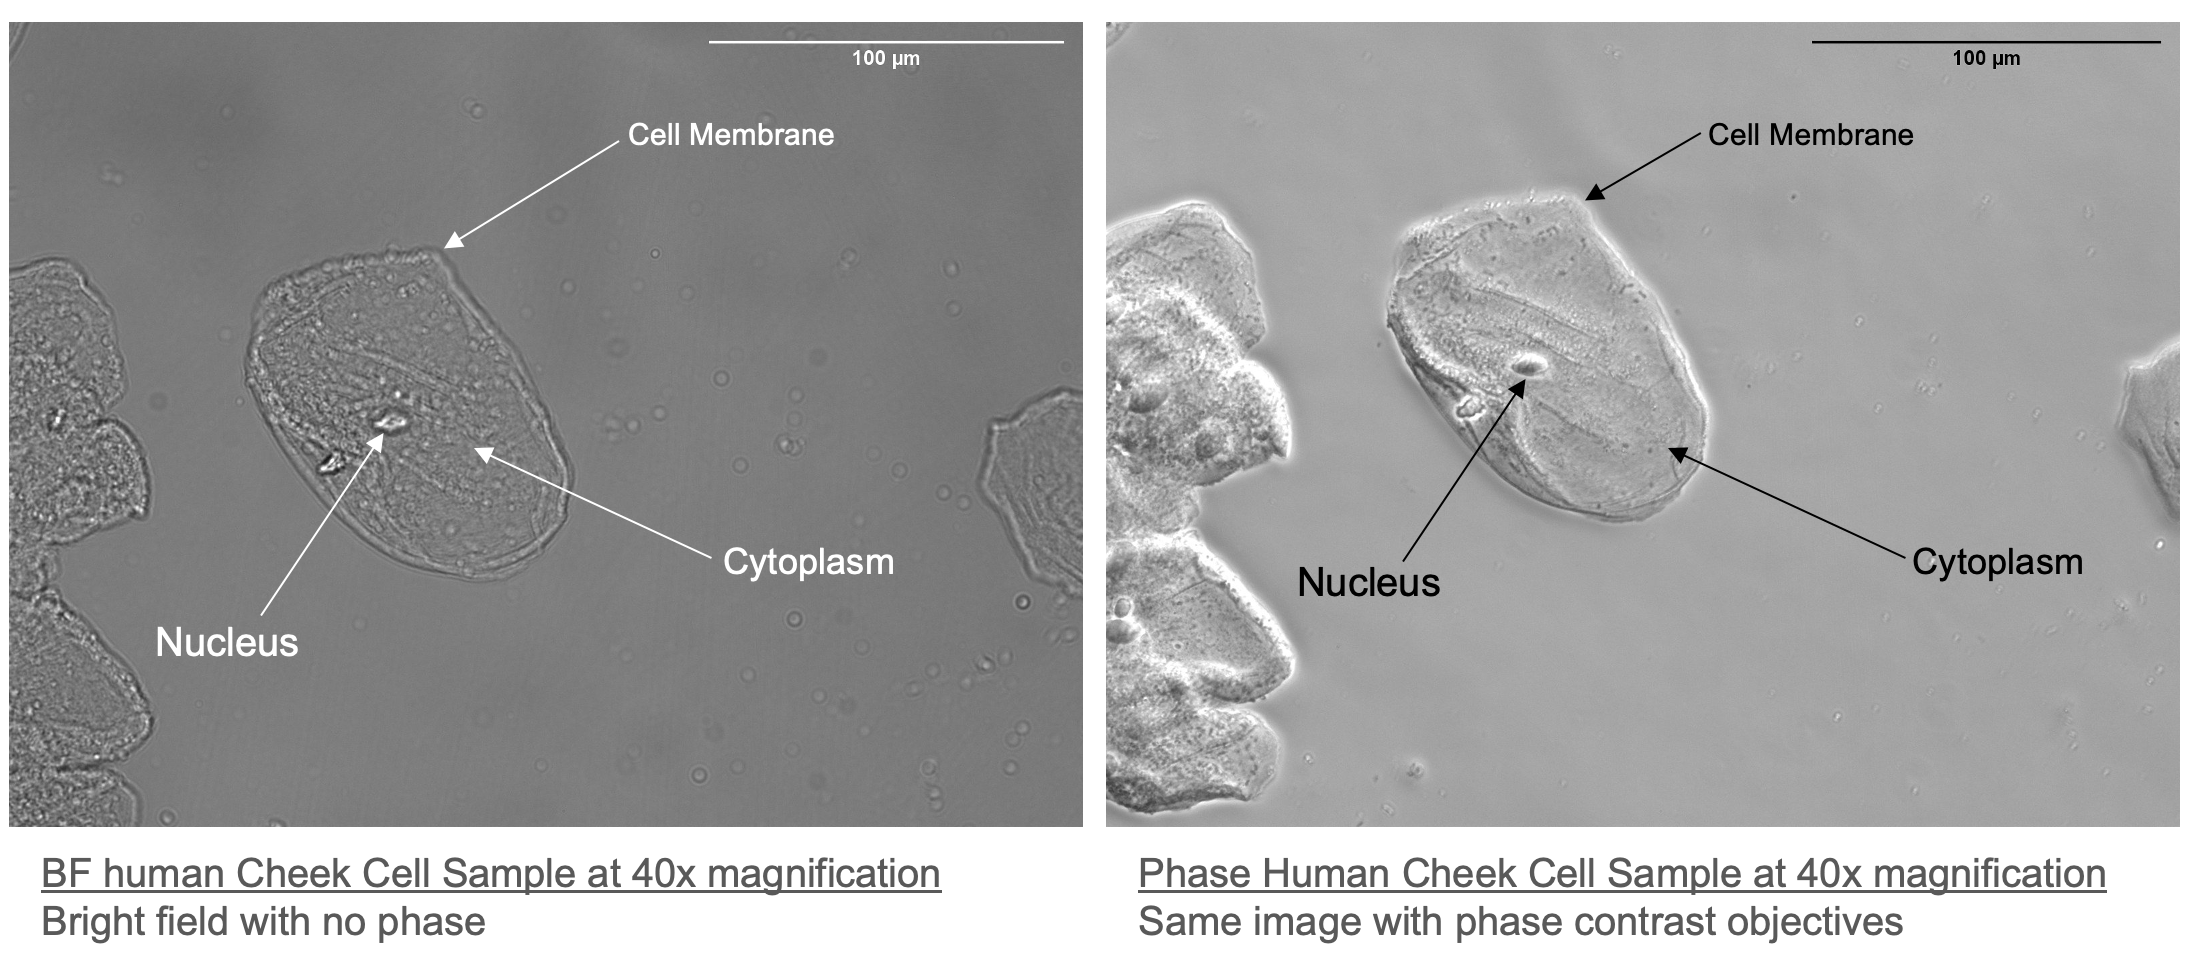 100 µm
Cell Membrane
Cytoplasm
Nucleus
BF human Cheek Cell Sample at 40x magnification
Bright field with no phase
100 µm
Cell Membrane
Cytoplasm
Nucleus
Phase Human Cheek Cell Sample at 40x magnification
Same image with phase contrast objectives